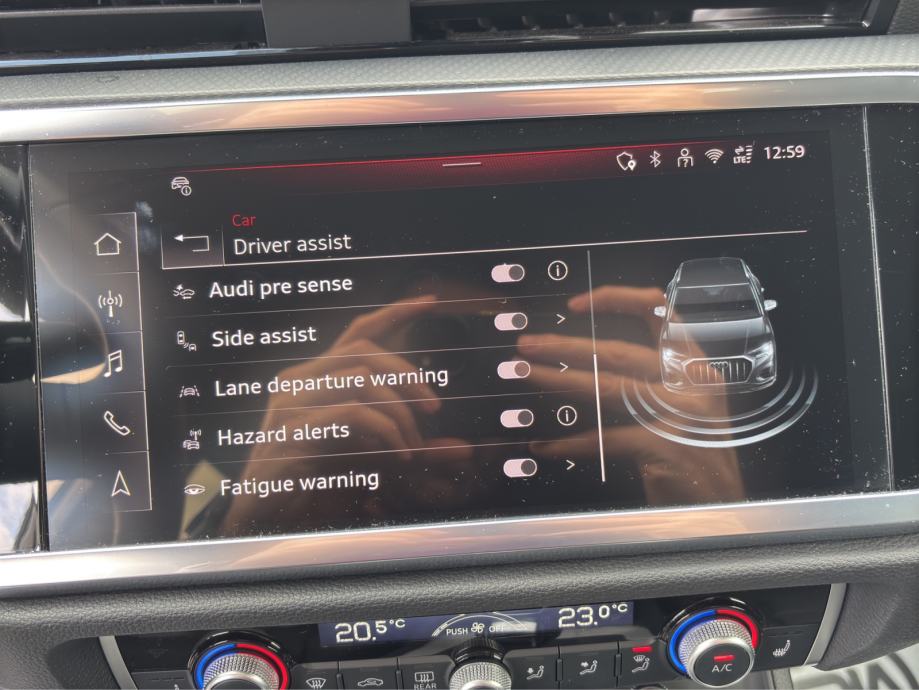 LTE 12:59
Car
Driver assist
Audi pre sense
Side assist
Lane departure warning
Hazard alerts
Fatigue warning
20.5°C PUSH OFF 23.0°C
REAR A/C